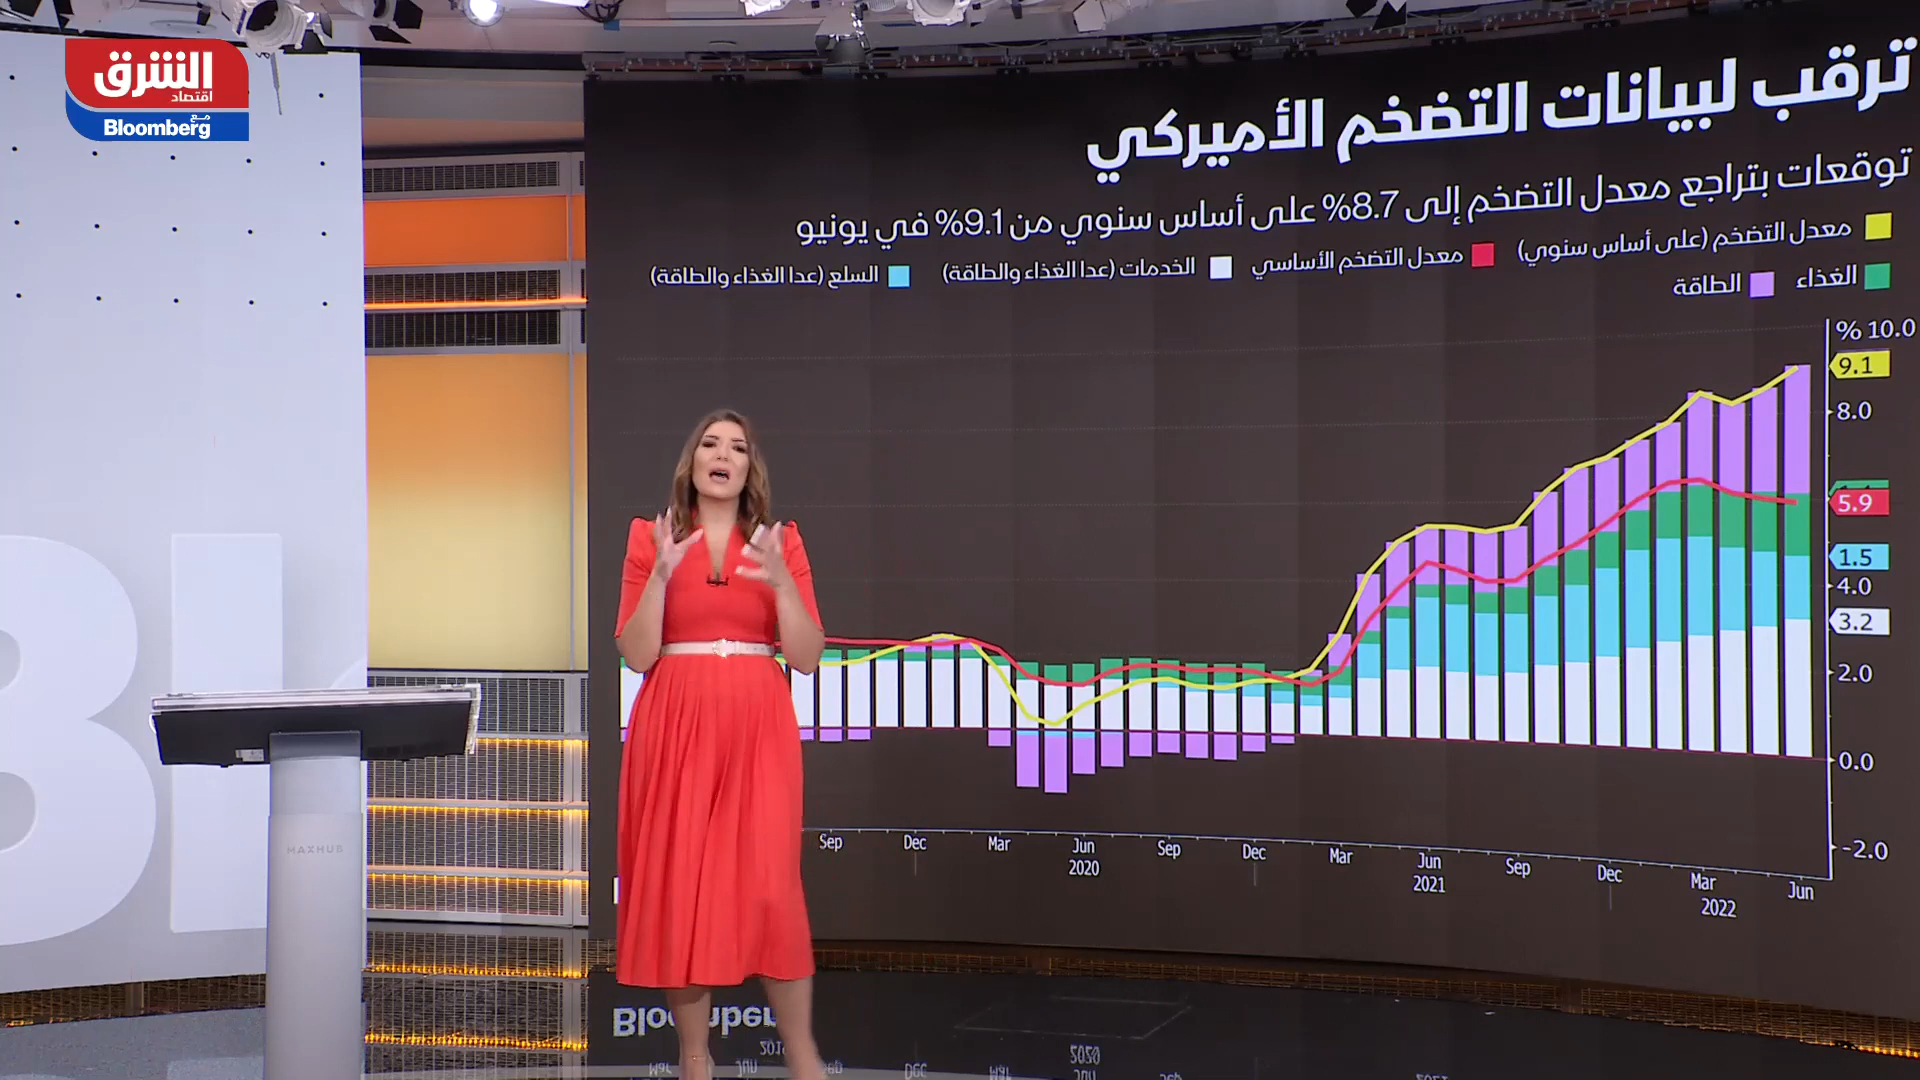 الشرق
اقتصاد
مع
Bloomberg
ترقب لبيانات التضخم الأميركي
توقعات بتراجع معدل التضخم إلى 8.7% على أساس سنوي من 9.1% في يونيو
معدل التضخم (على أساس سنوي) معدل التضخم الأساسي الخدمات (عدا الغذاء والطاقة) السلع (عدا الغذاء والطاقة)
الغذاء الطاقة
% 10.0
9.1
8.0
5.9
1.5
4.0
3.2
2.0
0.0
-2.0
Sep Dec Mar Jun Sep Dec Mar Jun Sep Dec Mar Jun
2020 2021 2022
MAXHUB